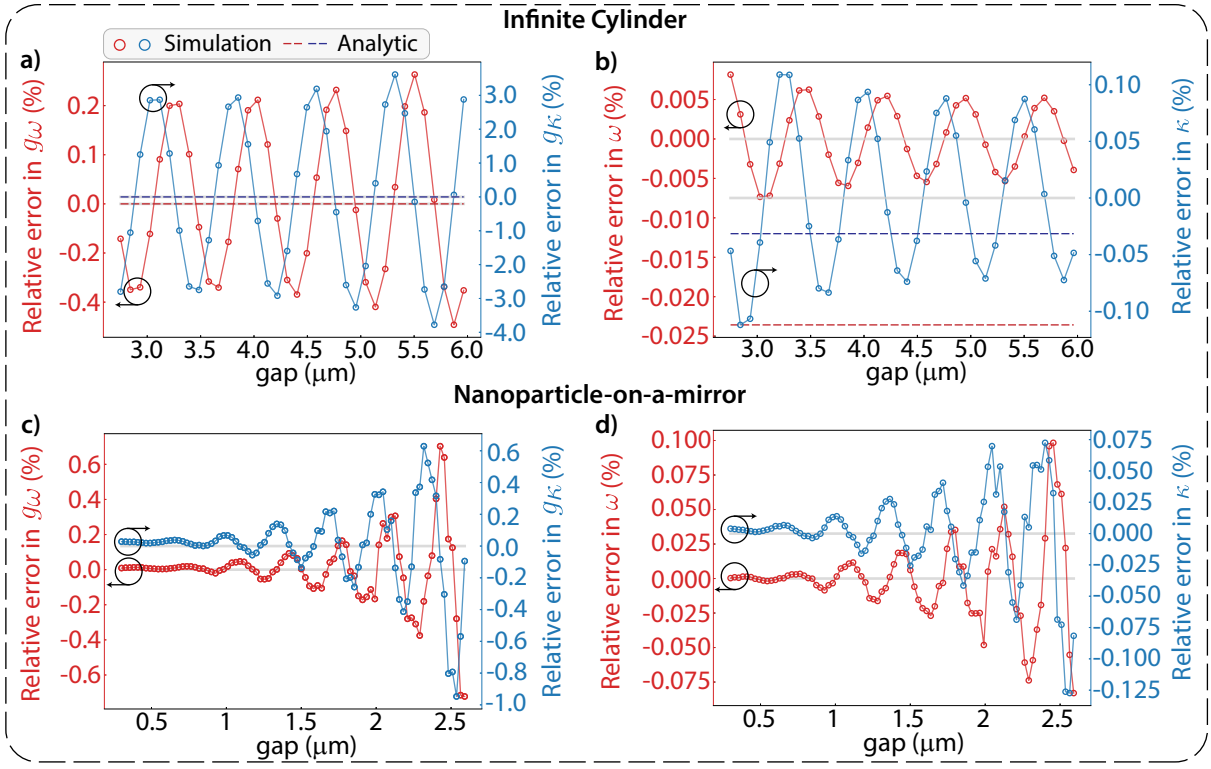 Infinite Cylinder
Simulation Analytic
a)
Relative error in gω (%)
0.2
0.1
0.0
-0.2
-0.4
3.0
2.0
1.0
0.0
-1.0
-2.0
-3.0
-4.0
Relative error in gκ (%)
3.0 3.5 4.0 4.5 5.0 5.5 6.0
gap (μm)
b)
Relative error in ω (%)
0.005
0.000
-0.005
-0.010
-0.015
-0.020
-0.025
0.10
0.05
0.00
-0.05
-0.10
Relative error in κ (%)
3.0 3.5 4.0 4.5 5.0 5.5 6.0
gap (μm)
Nanoparticle-on-a-mirror
c)
Relative error in gω (%)
0.6
0.4
0.2
0.0
-0.2
-0.4
-0.6
0.6
0.4
0.2
0.0
-0.2
-0.4
-0.6
-0.8
-1.0
Relative error in gκ (%)
0.5 1 1.5 2 2.5
gap (μm)
d)
Relative error in ω (%)
0.100
0.075
0.050
0.025
0.000
-0.025
-0.050
-0.075
0.075
0.050
0.025
0.000
-0.025
-0.050
-0.075
-0.100
-0.125
Relative error in κ (%)
0.5 1 1.5 2 2.5
gap (μm)